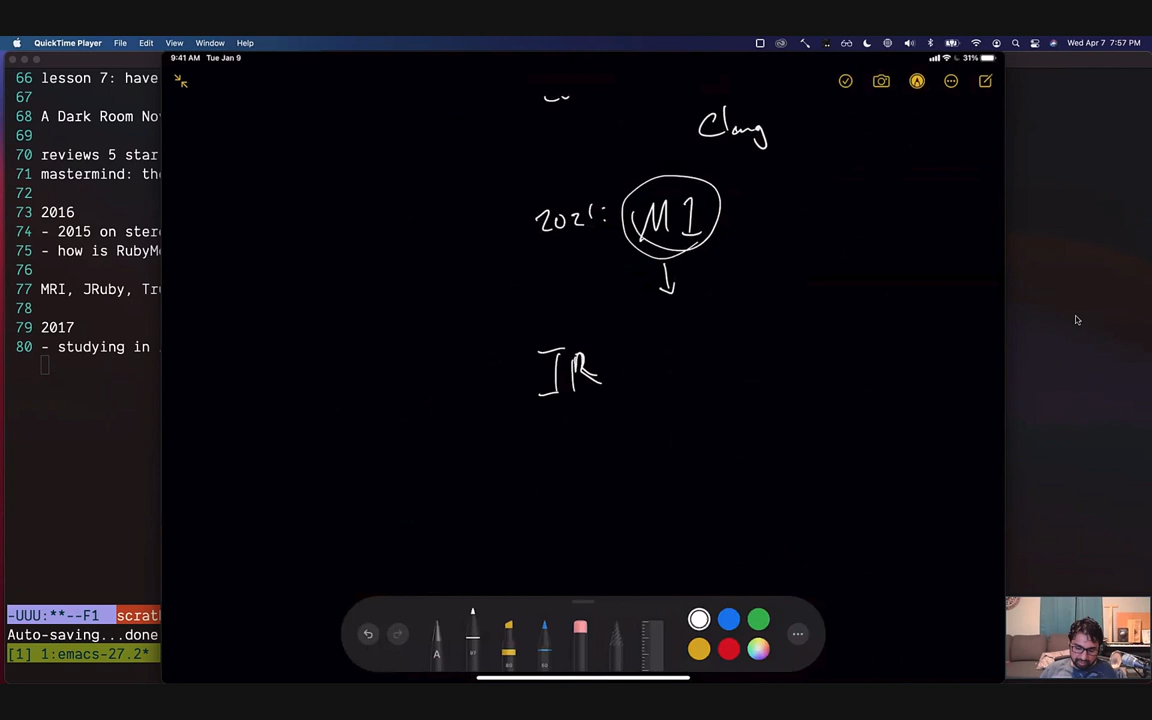 QuickTime Player File Edit View Window Help Wed Apr 7 7:57 PM
9:41 AM Tue Jan 9 31%
66 lesson 7: have
67
68 A Dark Room No
69
70 reviews 5 star
71 mastermind: th
72
73 2016
74 - 2015 on ster
75 - how is RubyM
76
77 MRI, JRuby, Tr
78
79 2017
80 - studying in
Clang
2021: M1
IR
A
80
-UUU:**--F1 scrat
Auto-saving...done
[1] 1:emacs-27.2*